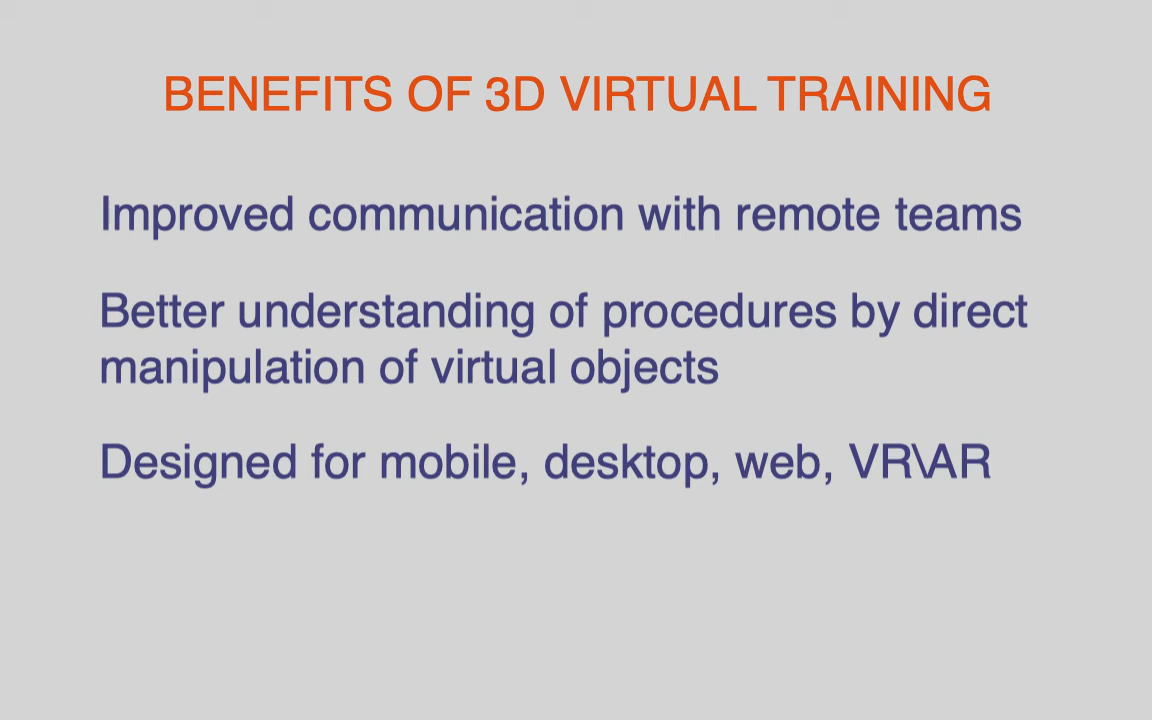 BENEFITS OF 3D VIRTUAL TRAINING
Improved communication with remote teams
Better understanding of procedures by direct
manipulation of virtual objects
Designed for mobile, desktop, web, VR\AR